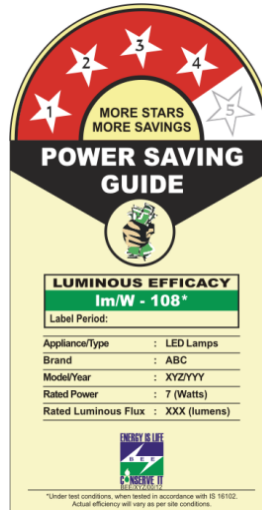 1 2 3 4 5
MORE STARS
MORE SAVINGS
POWER SAVING
GUIDE
LUMINOUS EFFICACY
lm/W - 108*
Label Period:
Appliance/Type : LED Lamps
Brand : ABC
Model/Year : XYZ/YYY
Rated Power : 7 (Watts)
Rated Luminous Flux : XXX (lumens)
ENERGY IS LIFE
BEE
CONSERVE IT
*Under test conditions, when tested in accordance with IS 16102.
Actual efficiency will vary as per site conditions.